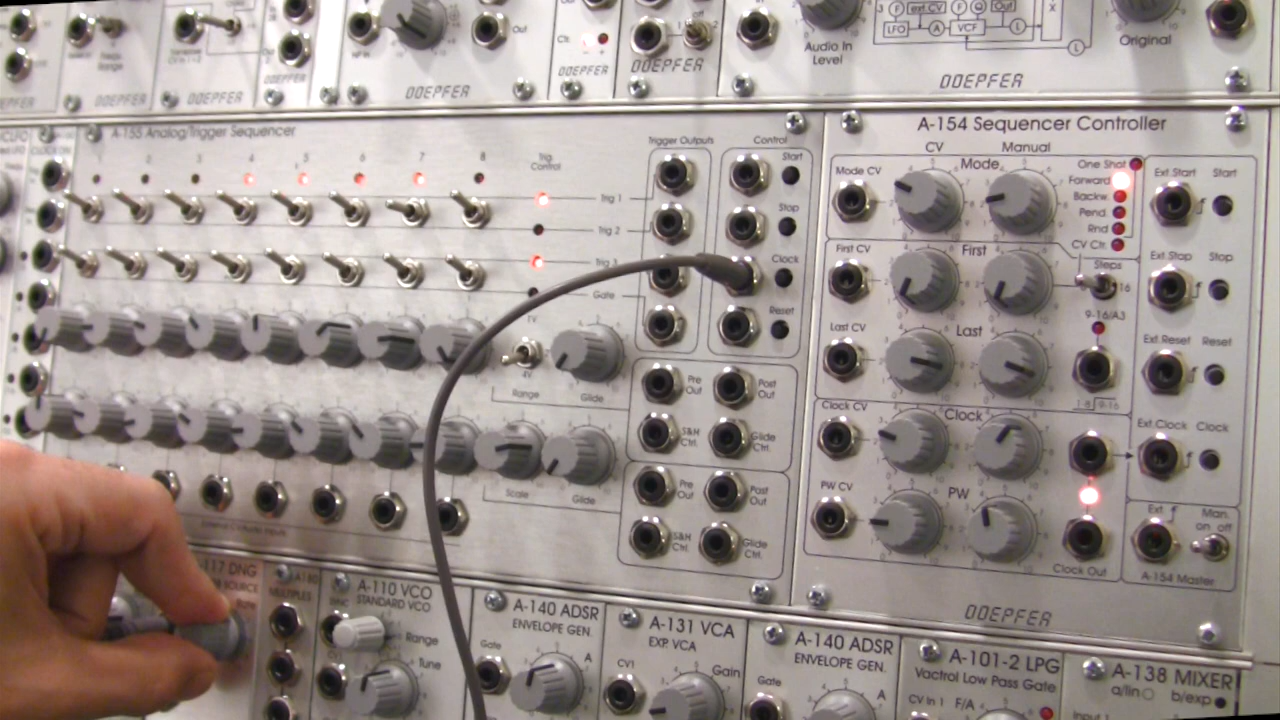 Out
Ctr.
Audio In
Level
LFO
ext CV
A
F
F
Q
VCF
Out
L
L
Original
DOEPFER
DOEPFER
DOEPFER
DOEPFER
DOEPFER
DOEPFER
A-155 Analog/Trigger Sequencer
1 2 3 4 5 6 7 8
Trig
Control
Trig 1
Trig 2
Trig 3
Gate
Trigger Outputs
Control
Start
Stop
Clock
Reset
4V
Range
Glide
Scale
Glide
Pre
Out
Post
Out
S&H
Ctrl.
Glide
Ctrl.
Pre
Out
Post
Out
S&H
Ctrl.
Glide
Ctrl.
A-154 Sequencer Controller
CV
Manual
Mode
Mode CV
One Shot
Forward
Backw.
Pend.
Rnd
CV Ctr.
First CV
First
Steps
16
9-16/A3
Last CV
Last
1-8
9-16
Clock CV
Clock
PW CV
PW
Clock Out
Ext.Start
Start
Ext.Stop
Stop
Ext.Reset
Reset
Ext.Clock
Clock
Ext.
Man.
on off
A-154 Master
DOEPFER
-117 DNG
A180
MULTIPLES
A-110 VCO
STANDARD VCO
Range
Tune
A-140 ADSR
ENVELOPE GEN.
Gate
A
A-131 VCA
EXP. VCA
CV1
Gain
A-140 ADSR
ENVELOPE GEN.
Gate
A
A-101-2 LPG
Vactrol Low Pass Gate
CV In 1
F/A
A-138 MIXER
a/lin
b/exp